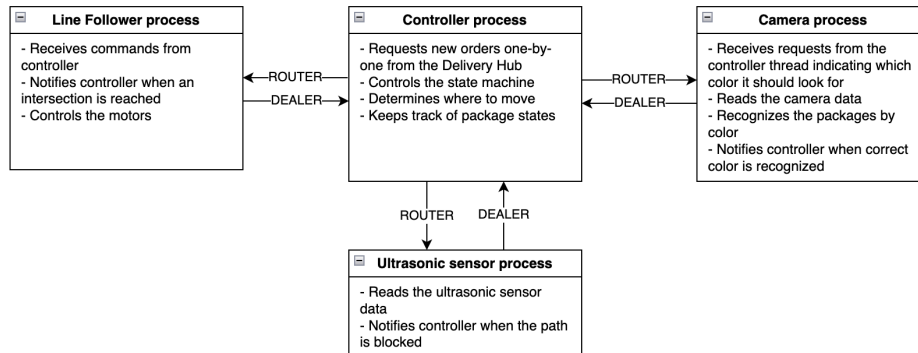 Line Follower process
- Receives commands from
controller
- Notifies controller when an
intersection is reached
- Controls the motors
ROUTER
DEALER
Controller process
- Requests new orders one-by-
one from the Delivery Hub
- Controls the state machine
- Determines where to move
- Keeps track of package states
ROUTER
DEALER
Camera process
- Receives requests from the
controller thread indicating which
color it should look for
- Reads the camera data
- Recognizes the packages by
color
- Notifies controller when correct
color is recognized
ROUTER
DEALER
Ultrasonic sensor process
- Reads the ultrasonic sensor
data
- Notifies controller when the path
is blocked